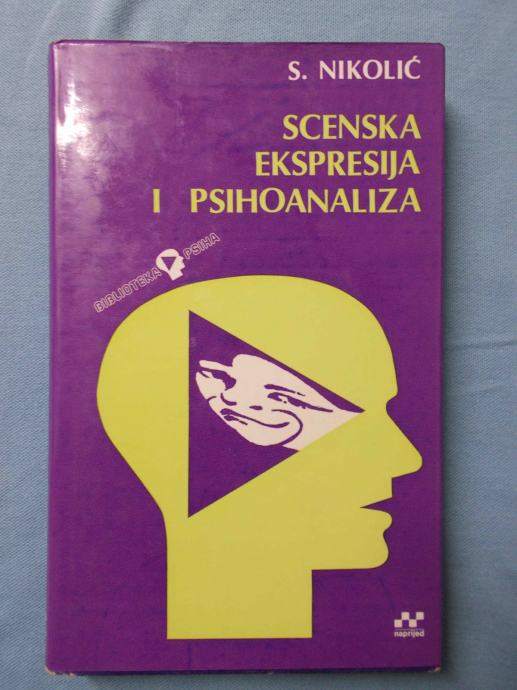 S. NIKOLIĆ
SCENSKA
EKSPRESIJA
I PSIHOANALIZA
BIBLIOTEKA PSIHA
naprijed